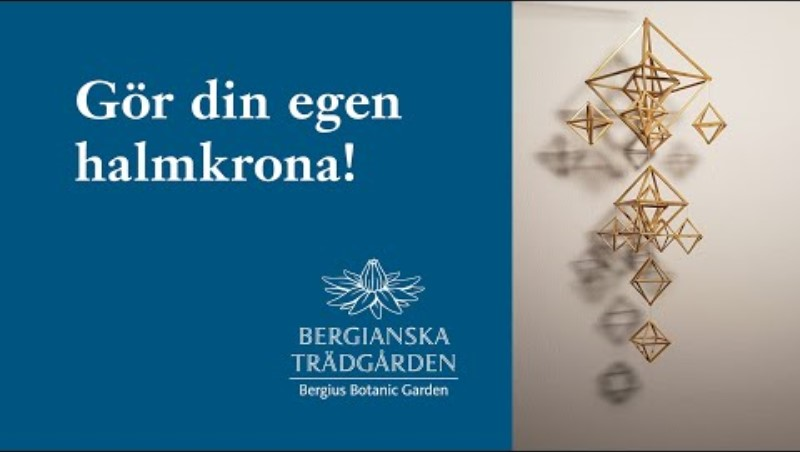 Gör din egen
halmkrona!
BERGIANSKA
TRÄDGÅRDEN
Bergius Botanic Garden